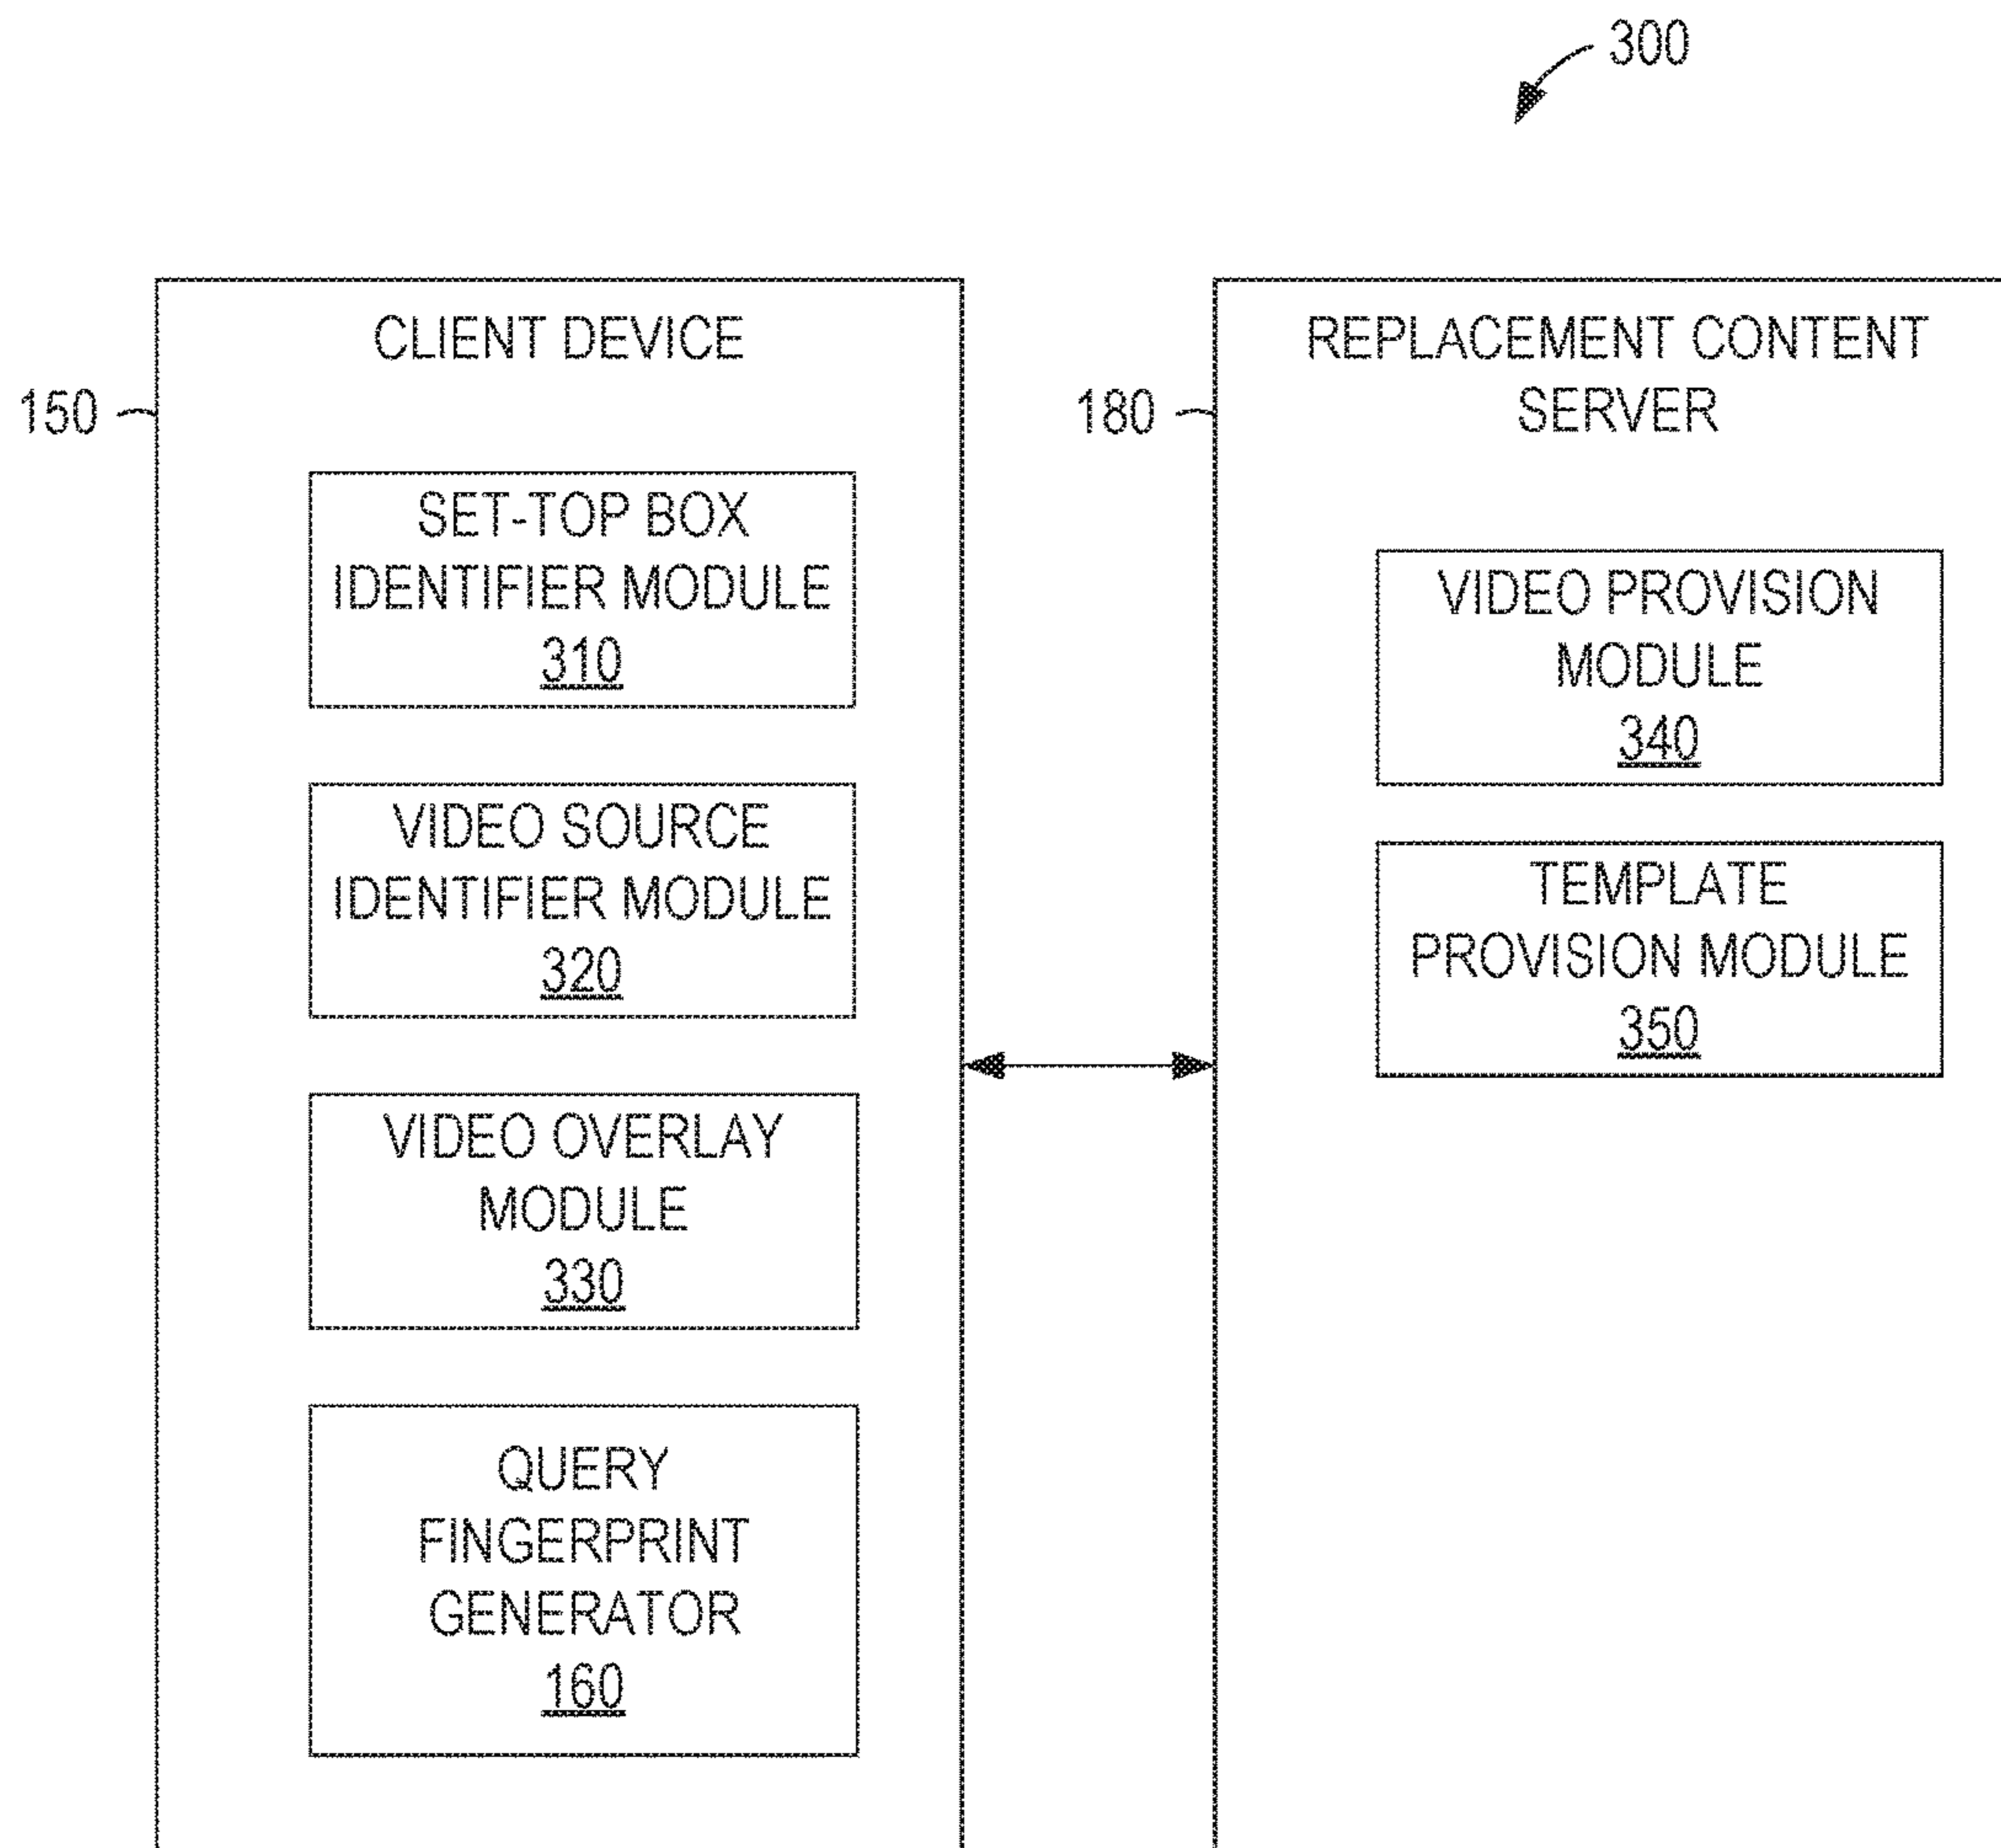 300
CLIENT DEVICE
150
SET-TOP BOX
IDENTIFIER MODULE
310
VIDEO SOURCE
IDENTIFIER MODULE
320
VIDEO OVERLAY
MODULE
330
QUERY
FINGERPRINT
GENERATOR
160
REPLACEMENT CONTENT
SERVER
180
VIDEO PROVISION
MODULE
340
TEMPLATE
PROVISION MODULE
350